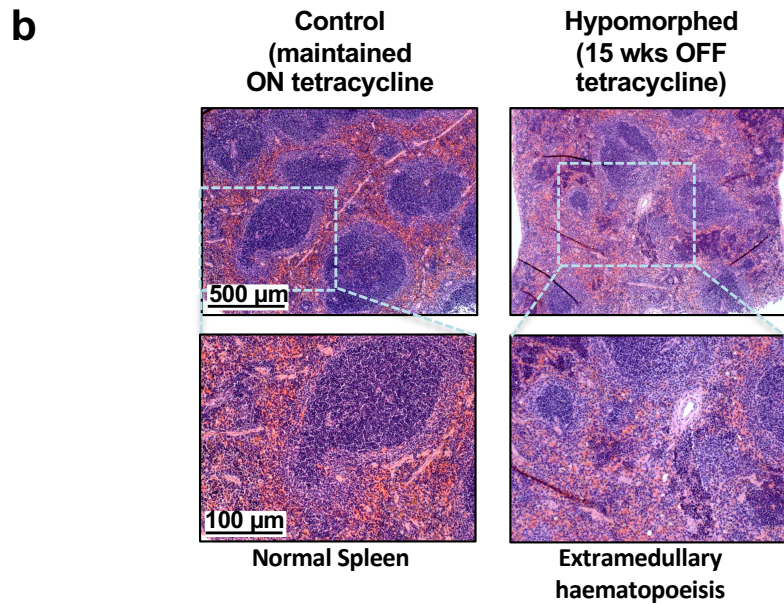 b
Control
(maintained
ON tetracycline
Hypomorphed
(15 wks OFF
tetracycline)
500 µm
100 µm
Normal Spleen
Extramedullary
haematopoeisis